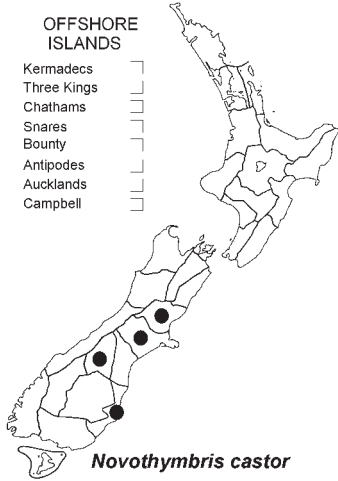 OFFSHORE
ISLANDS
Kermadecs
Three Kings
Chathams
Snares
Bounty
Antipodes
Aucklands
Campbell
Novothymbris castor